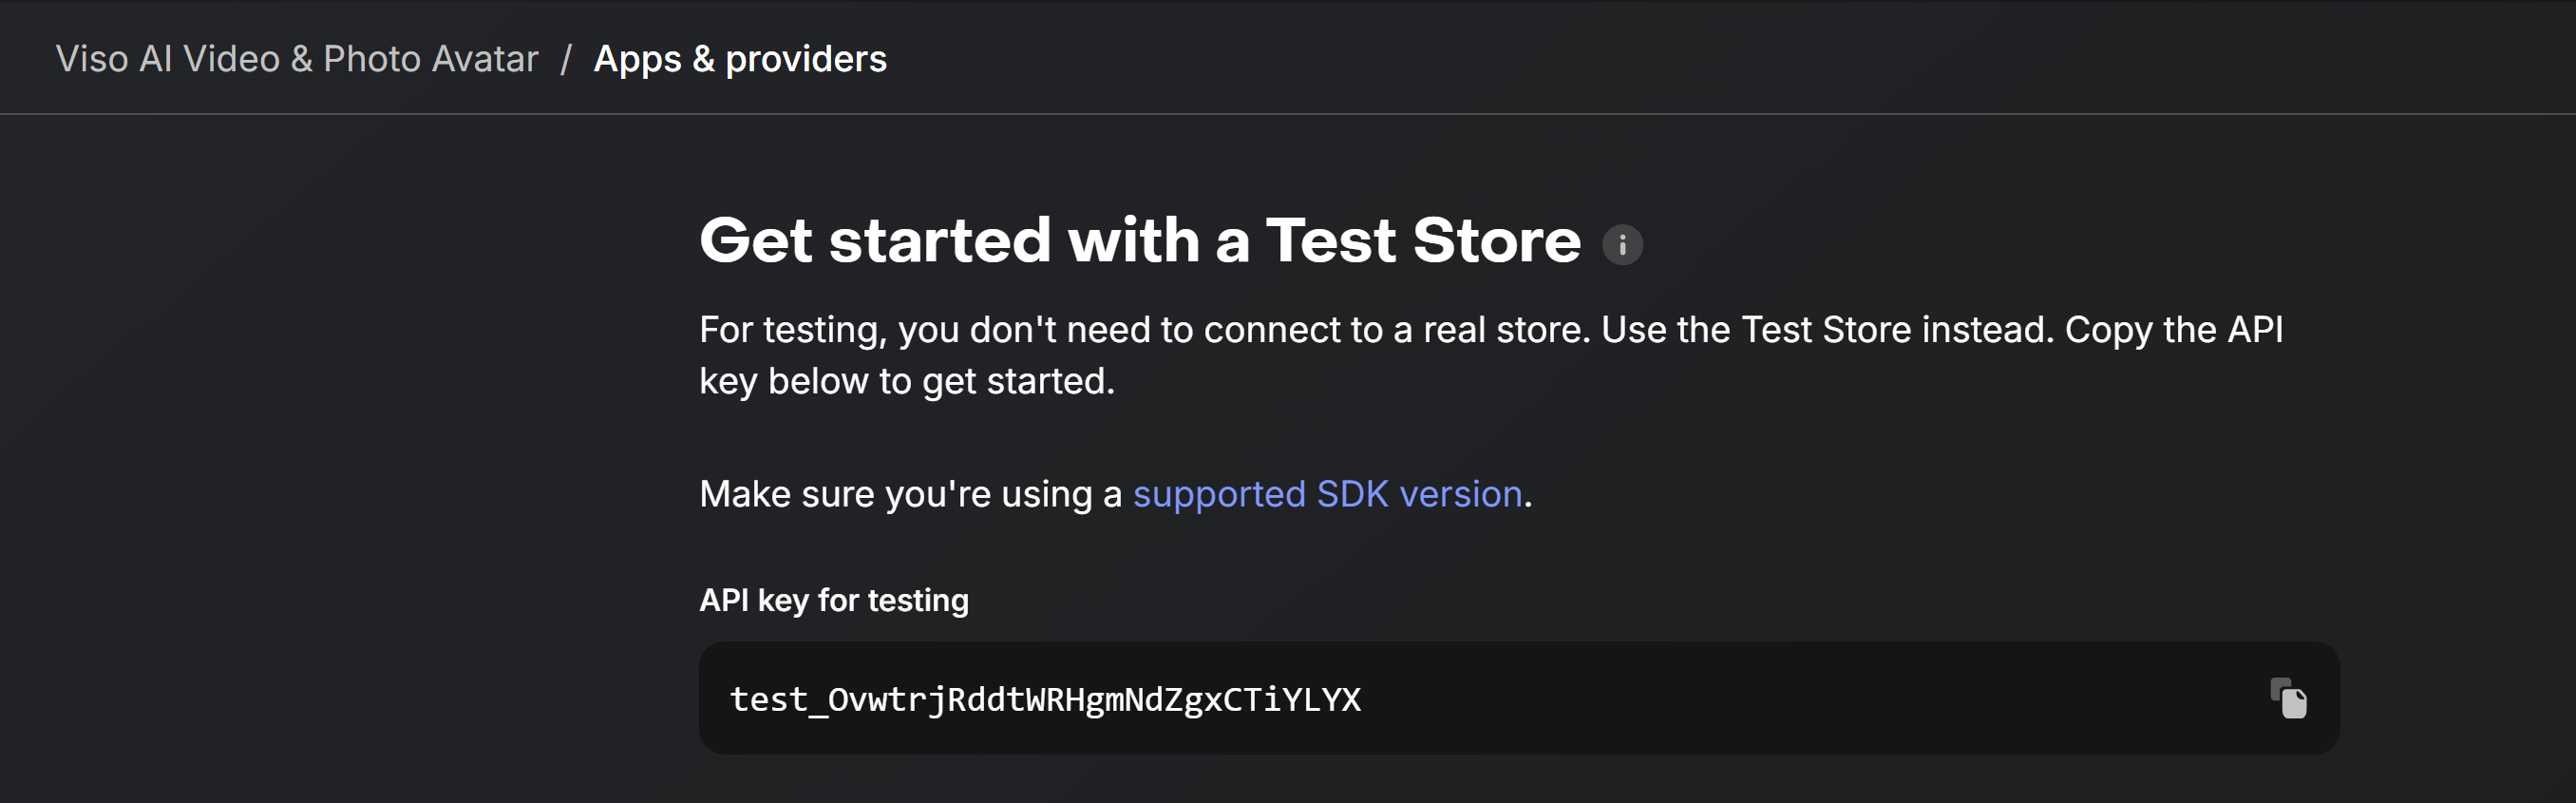 Viso AI Video & Photo Avatar / Apps & providers
Get started with a Test Store
For testing, you don't need to connect to a real store. Use the Test Store instead. Copy the API
key below to get started.
Make sure you're using a supported SDK version.
API key for testing
test_OvwtrjRddtWRHgmNdZgxCTiYLYX